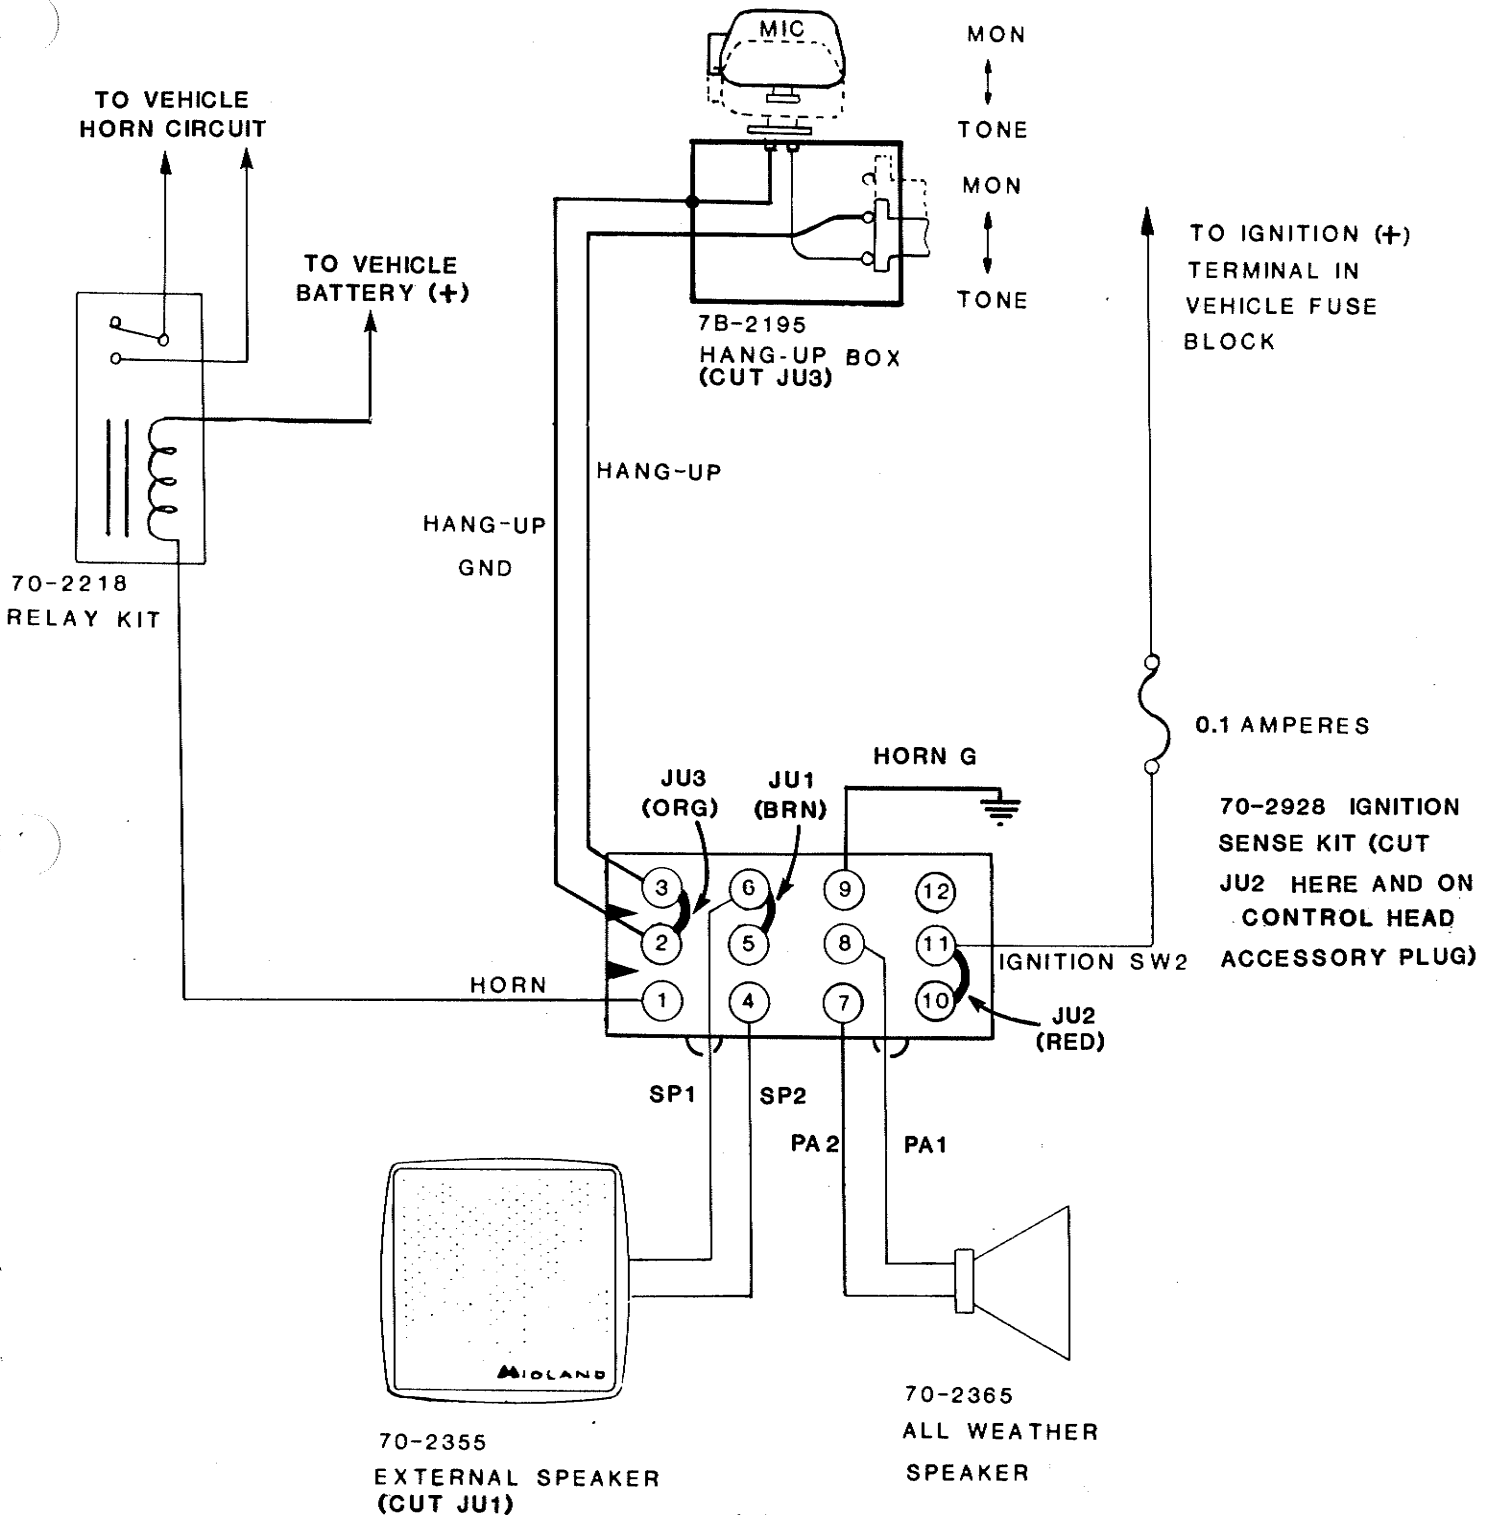 MIC
MON
TONE
TO VEHICLE
HORN CIRCUIT
MON
TONE
TO VEHICLE
BATTERY (+)
TO IGNITION (+)
TERMINAL IN
VEHICLE FUSE
BLOCK
7B-2195
HANG-UP BOX
(CUT JU3)
HANG-UP
HANG-UP
GND
70-2218
RELAY KIT
0.1 AMPERES
HORN G
JU3
(ORG)
JU1
(BRN)
70-2928 IGNITION
SENSE KIT (CUT
JU2 HERE AND ON
CONTROL HEAD
ACCESSORY PLUG)
3
6
9
12
2
5
8
11
IGNITION SW2
HORN
1
4
7
10
JU2
(RED)
SP1
SP2
PA2
PA1
MIDLAND
70-2355
EXTERNAL SPEAKER
(CUT JU1)
70-2365
ALL WEATHER
SPEAKER